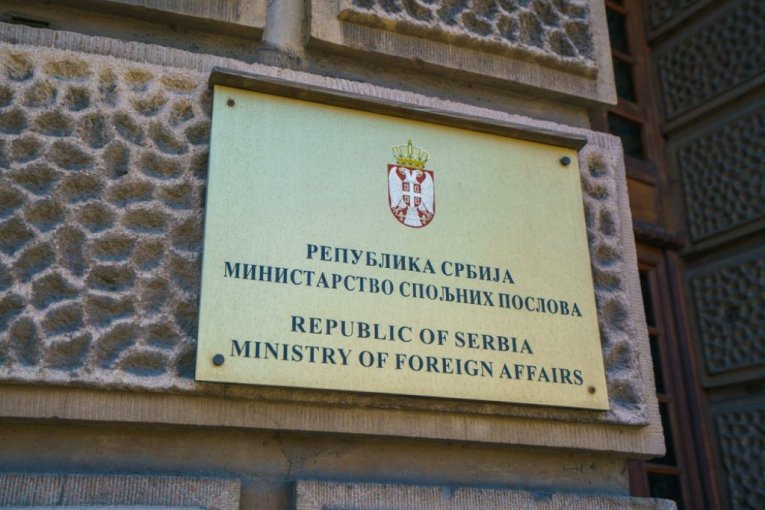 РЕПУБЛИКА СРБИЈА
МИНИСТАРСТВО СПОЉНИХ ПОСЛОВА
REPUBLIC OF SERBIA
MINISTRY OF FOREIGN AFFAIRS